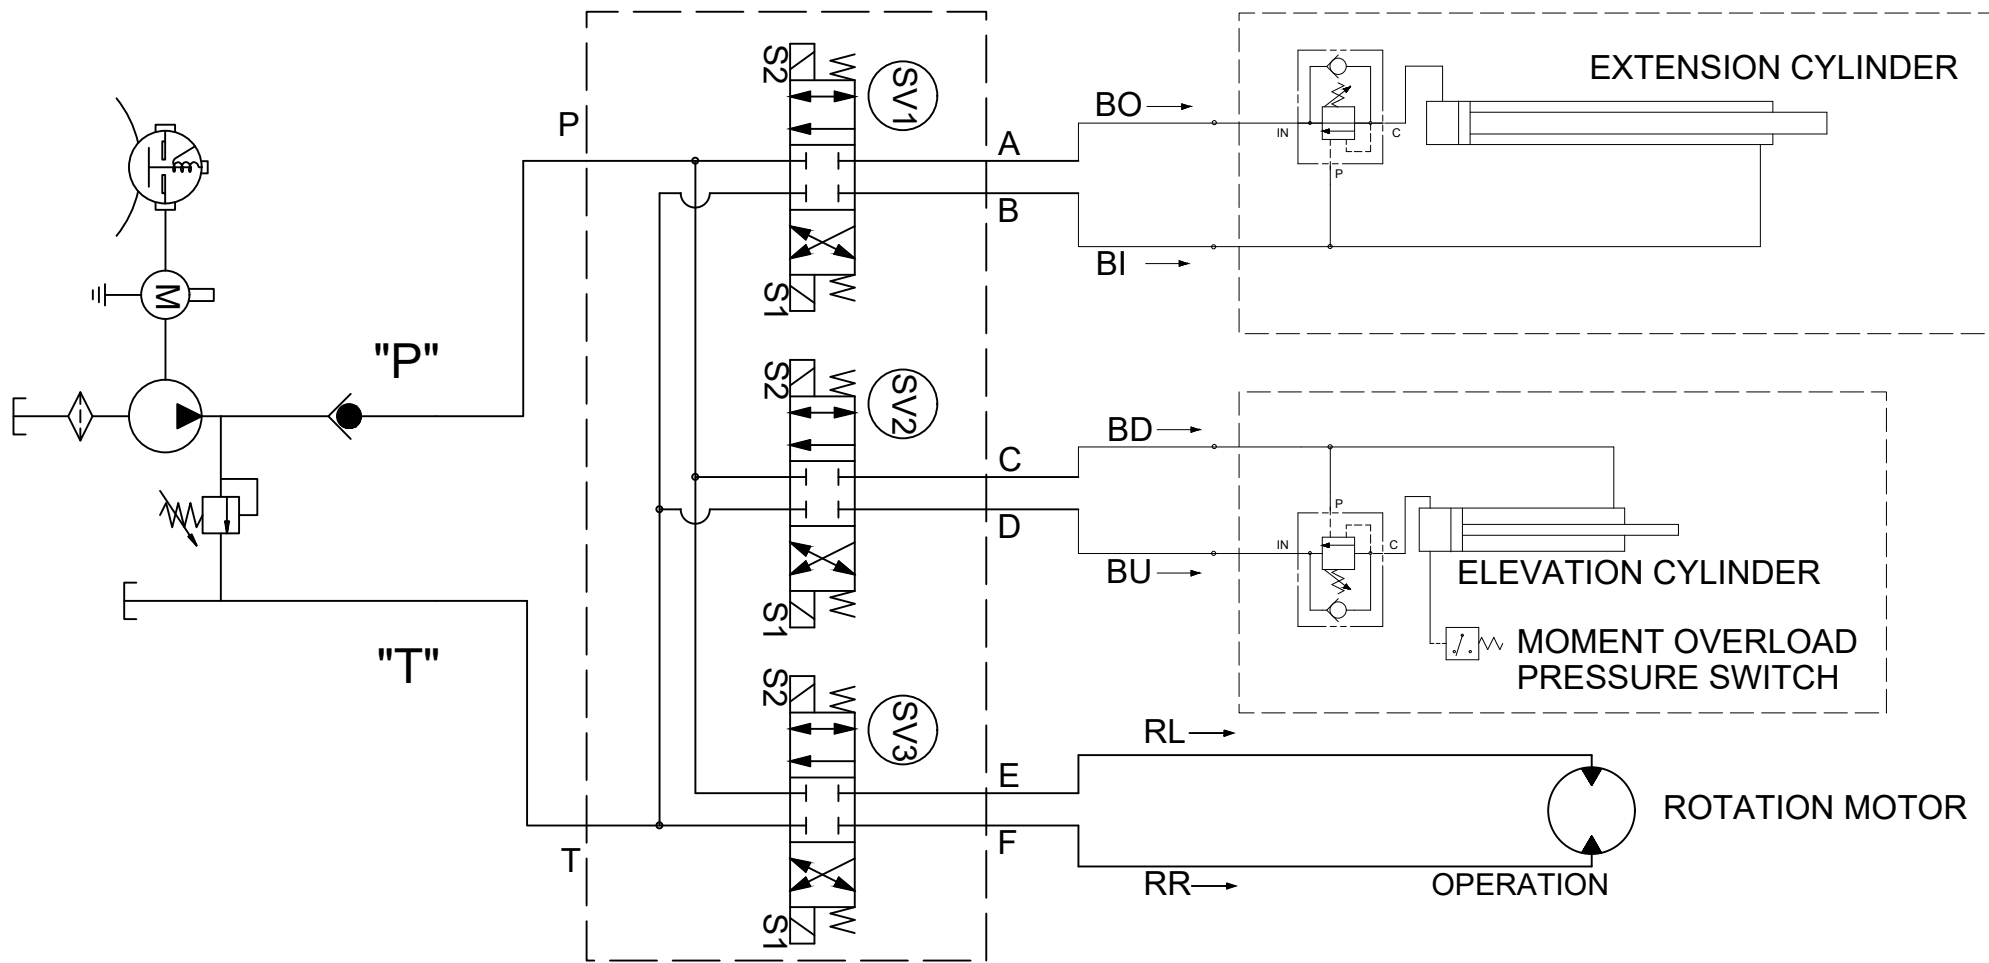 M
"P"
"T"
P
T
S2
SV1
S1
S2
SV2
S1
S2
SV3
S1
A
B
C
D
E
F
BO
BI
IN
C
P
EXTENSION CYLINDER
BD
BU
P
IN
C
ELEVATION CYLINDER
MOMENT OVERLOAD
PRESSURE SWITCH
RL
RR
ROTATION MOTOR
OPERATION